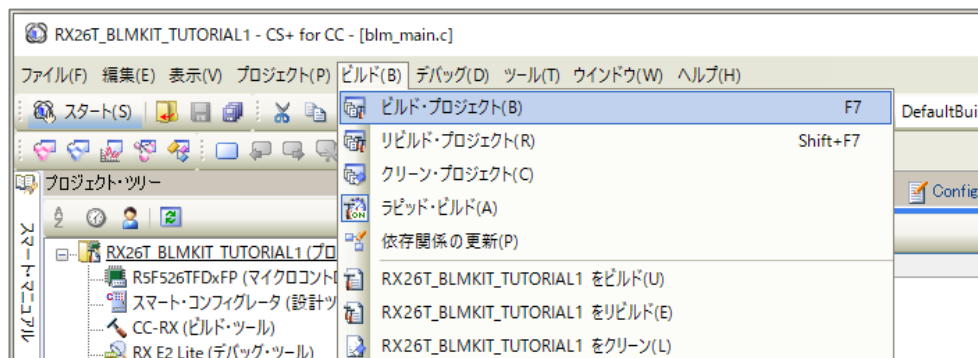 RX26T_BLMKIT_TUTORIAL1 - CS+ for CC - [blm_main.c]
ファイル(F) 編集(E) 表示(V) プロジェクト(P) ビルド(B) デバッグ(D) ツール(T) ウインドウ(W) ヘルプ(H)
スタート(S)
ビルド・プロジェクト(B) F7
DefaultBui
リビルド・プロジェクト(R) Shift+F7
プロジェクト・ツリー
クリーン・プロジェクト(C)
Config
ラピッド・ビルド(A)
ON
スマート・マニュアル
依存関係の更新(P)
RX26T_BLMKIT_TUTORIAL1 (プロ
R5F526TFDxFP (マイクロコント
RX26T_BLMKIT_TUTORIAL1 をビルド(U)
スマート・コンフィグレータ (設計ツ
RX26T_BLMKIT_TUTORIAL1 をリビルド(E)
CC-RX (ビルド・ツール)
RX26T_BLMKIT_TUTORIAL1 をクリーン(L)
RX E2 Lite (デバッグ・ツール)